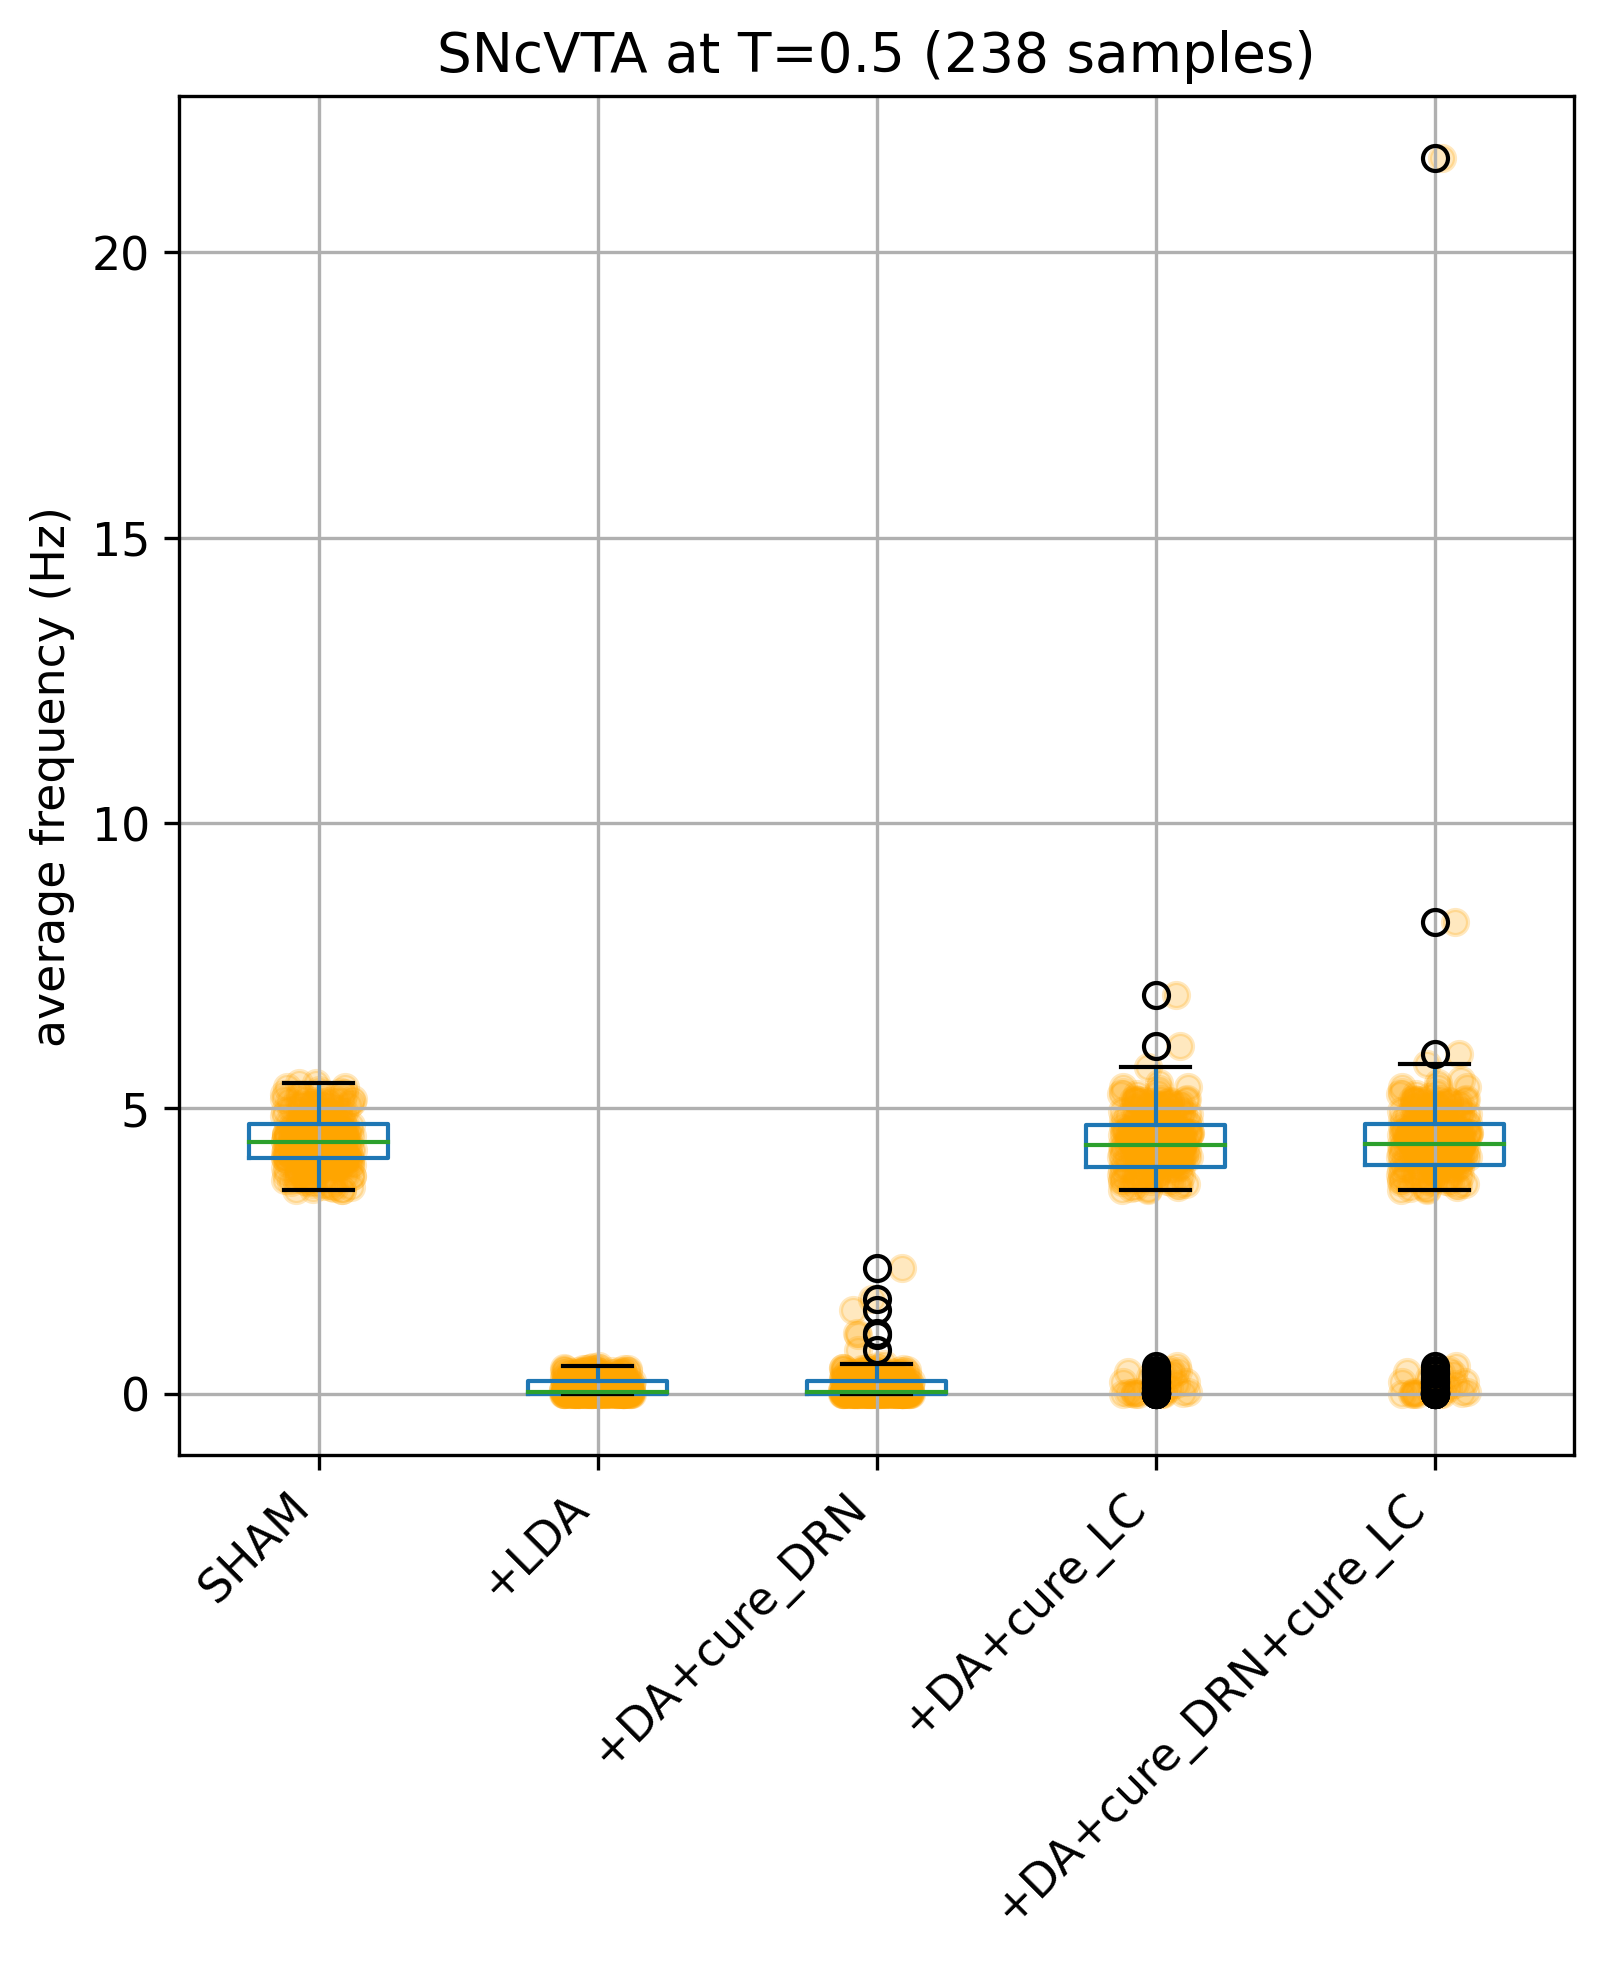 SNcVTA at T=0.5 (238 samples)
average frequency (Hz)
20
15
10
5
0
SHAM
+LDA
+DA+cure_DRN
+DA+cure_LC
+DA+cure_DRN+cure_LC